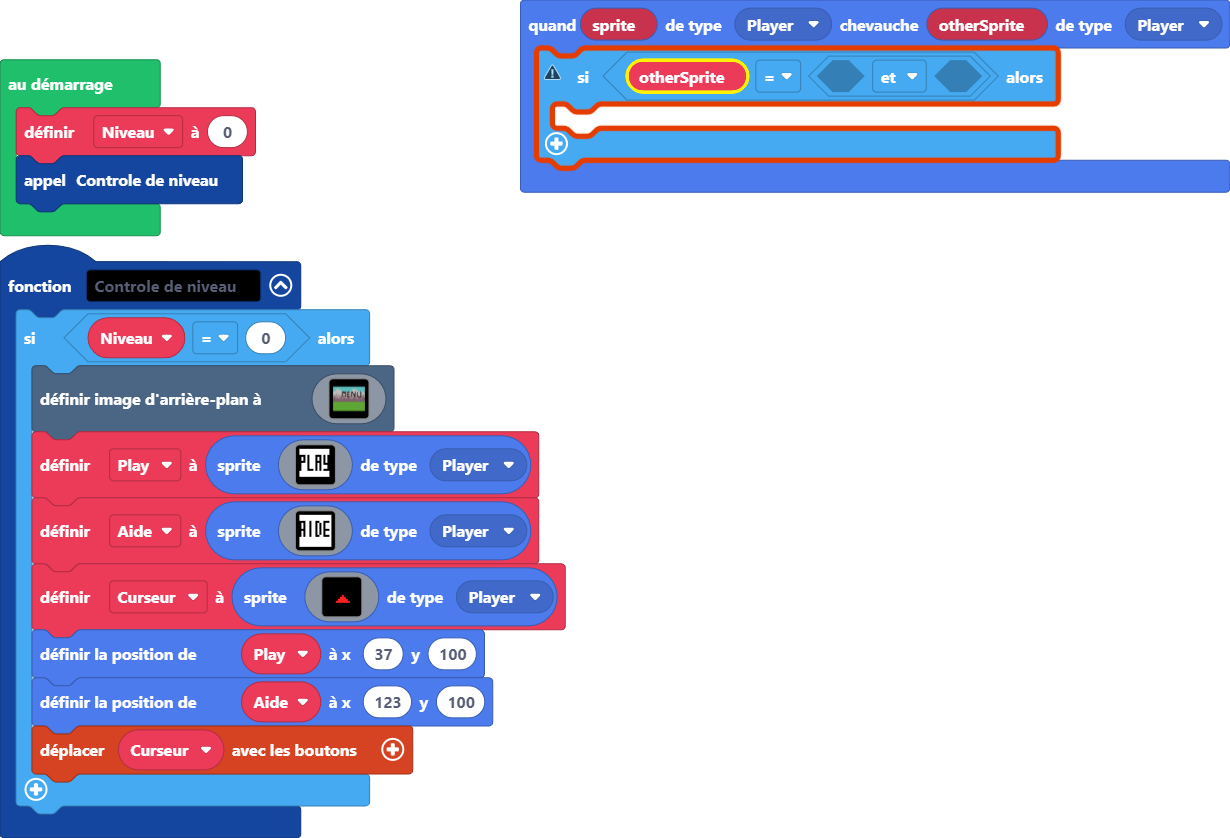 quand sprite de type Player chevauche otherSprite de type Player
si otherSprite = et alors
au démarrage
définir Niveau à 0
appel Controle de niveau
fonction Controle de niveau
si Niveau = 0 alors
définir image d'arrière-plan à MENU
définir Play à sprite PLAY de type Player
définir Aide à sprite AIDE de type Player
définir Curseur à sprite de type Player
définir la position de Play à x 37 y 100
définir la position de Aide à x 123 y 100
déplacer Curseur avec les boutons